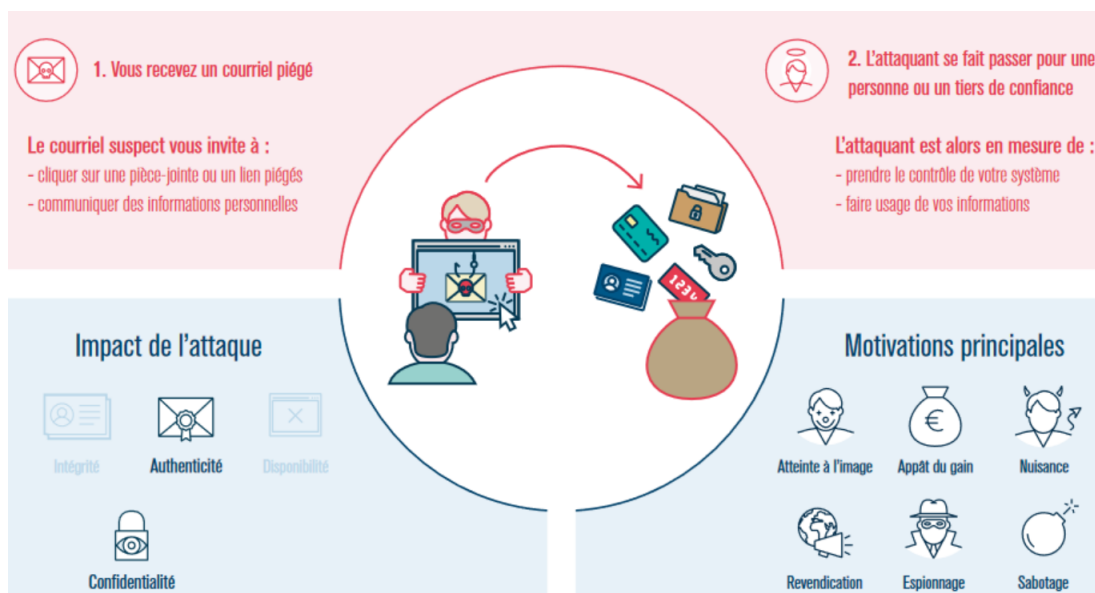 1. Vous recevez un courriel piégé
Le courriel suspect vous invite à :
- cliquer sur une pièce-jointe ou un lien piégés
- communiquer des informations personnelles
2. L'attaquant se fait passer pour une
personne ou un tiers de confiance
L'attaquant est alors en mesure de :
- prendre le contrôle de votre système
- faire usage de vos informations
1234
Impact de l'attaque
Intégrité
Authenticité
Disponibilité
Confidentialité
Motivations principales
Atteinte à l'image
Appât du gain
Nuisance
Revendication
Espionnage
Sabotage